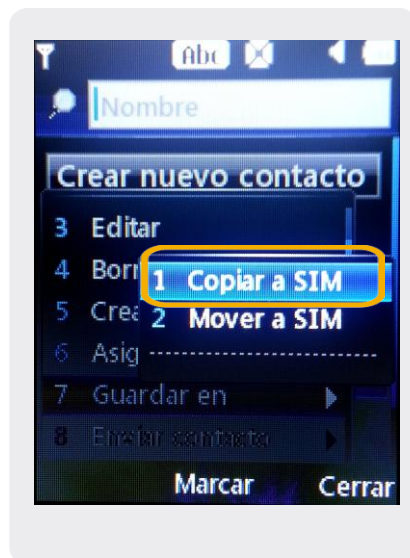 Abc
Nombre
Crear nuevo contacto
3 Editar
4 Borr
1 Copiar a SIM
5 Crea
2 Mover a SIM
6 Asig
7 Guardar en
8 Enviar contacto
Marcar Cerrar